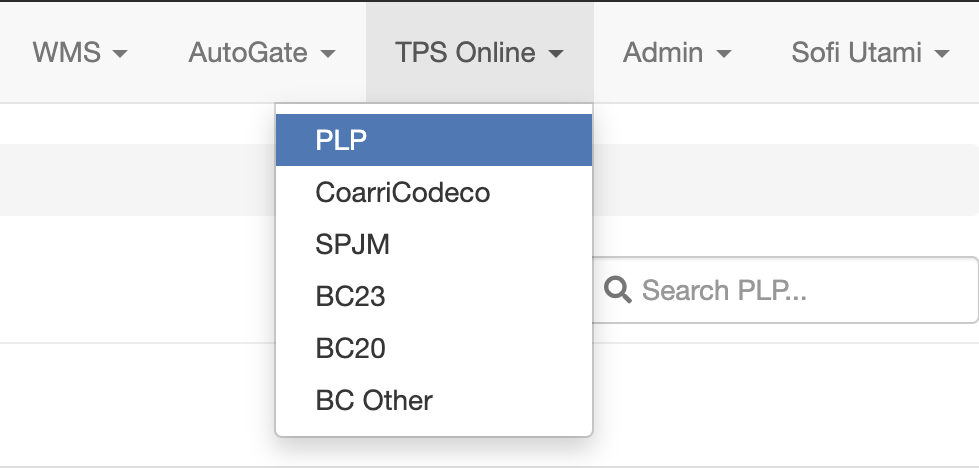 WMS AutoGate TPS Online Admin Sofi Utami
PLP
CoarriCodeco
SPJM
BC23
Search PLP...
BC20
BC Other